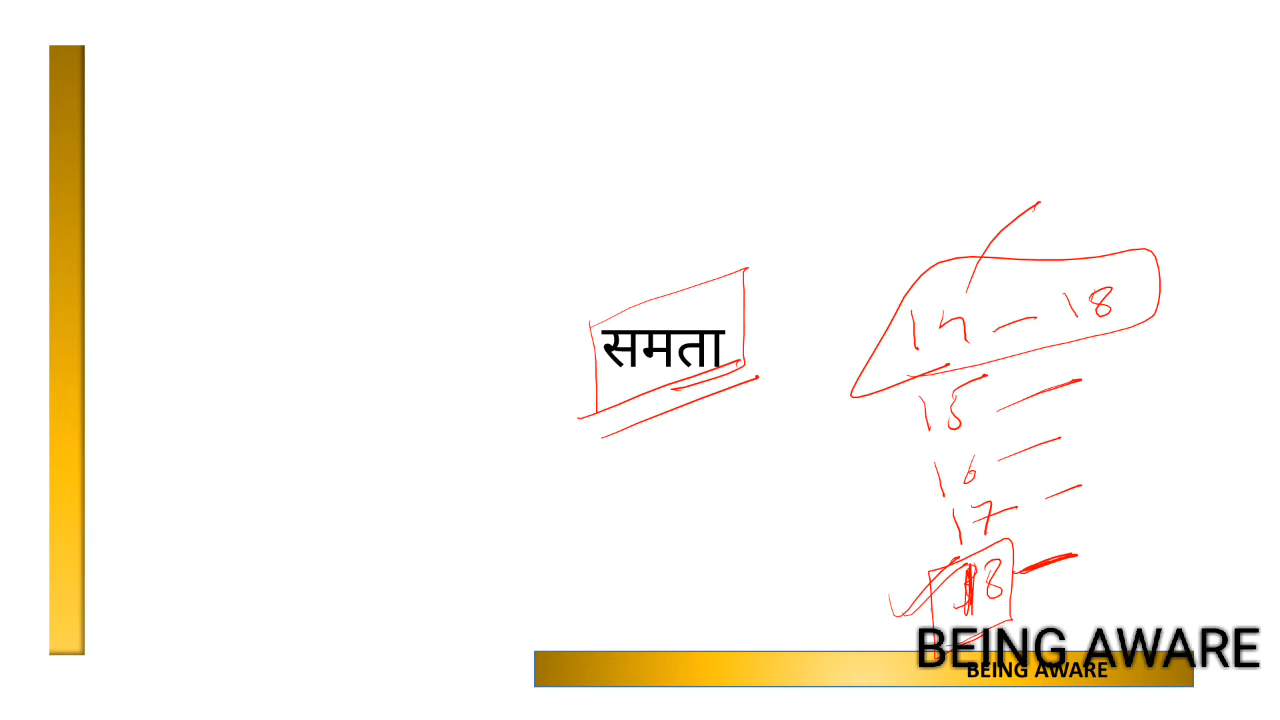 समता
14 - 18
15
16
17
18
BEING AWARE
BEING AWARE